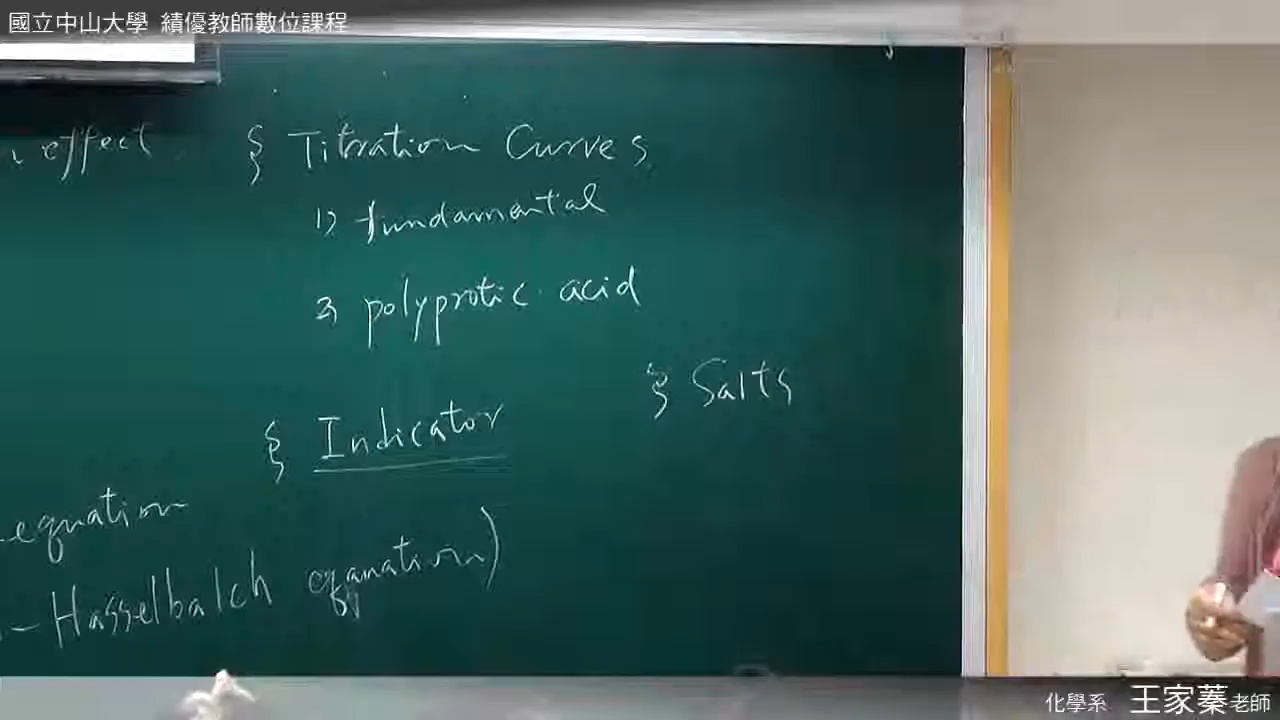 國立中山大學 績優教師數位課程
effect
§ Titration Curves
1) fundamental
2) polyprotic acid
§ Salts
§ Indicator
equation
-Hasselbalch equation)
化學系 王家蓁老師